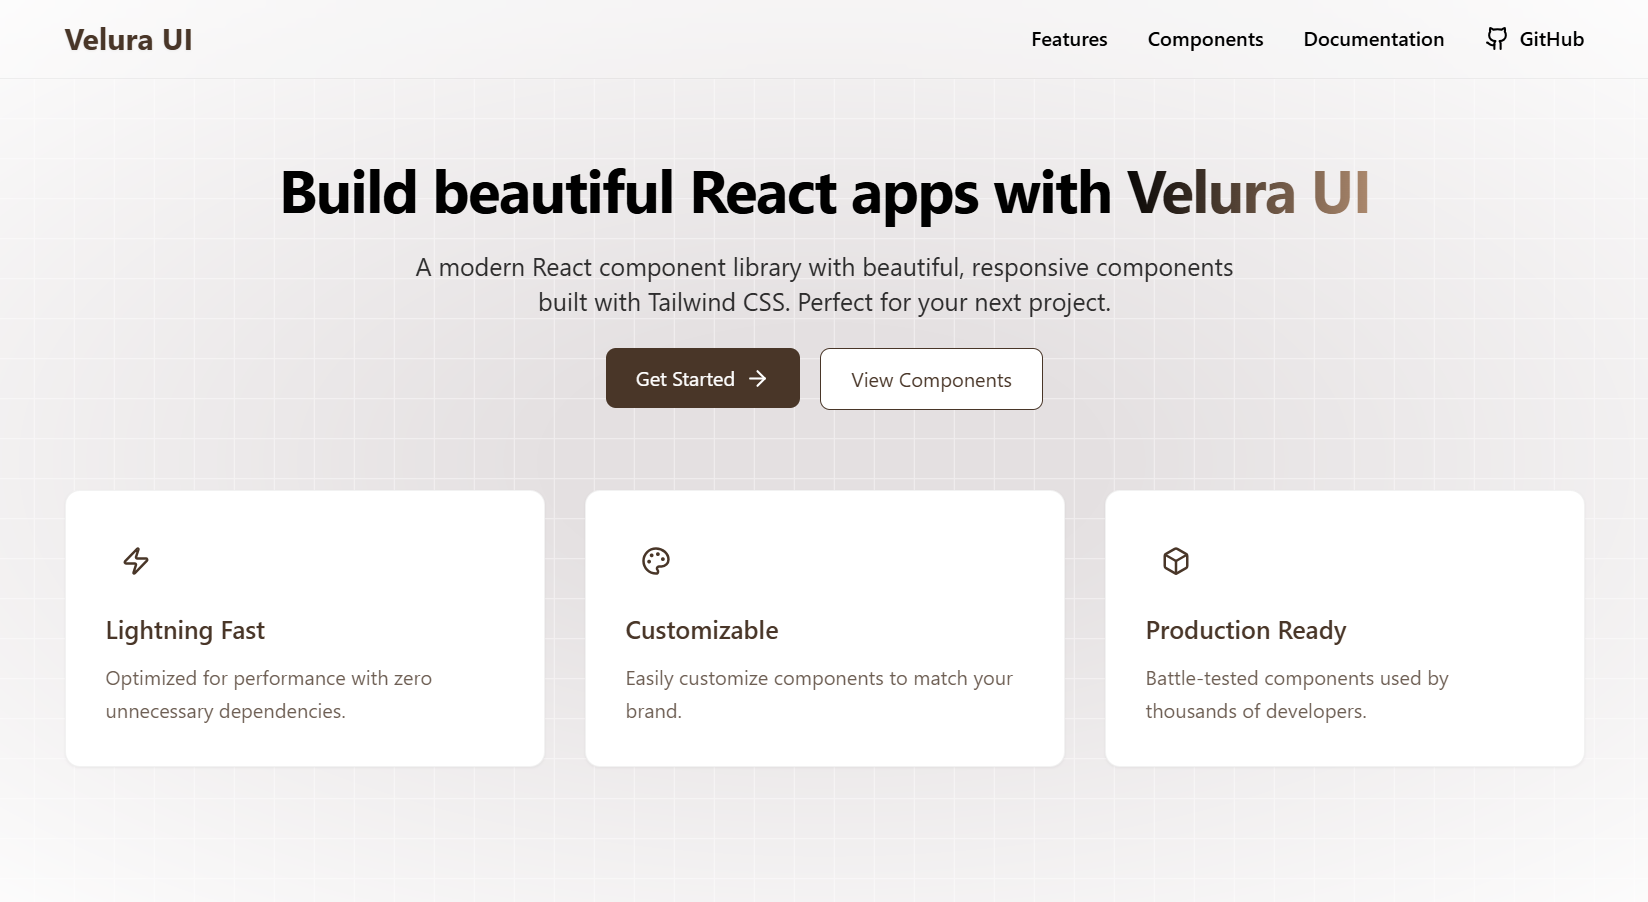 Velura UI
Features
Components
Documentation
GitHub
Build beautiful React apps with Velura UI
A modern React component library with beautiful, responsive components
built with Tailwind CSS. Perfect for your next project.
Get Started
View Components
Lightning Fast
Optimized for performance with zero
unnecessary dependencies.
Customizable
Easily customize components to match your
brand.
Production Ready
Battle-tested components used by
thousands of developers.